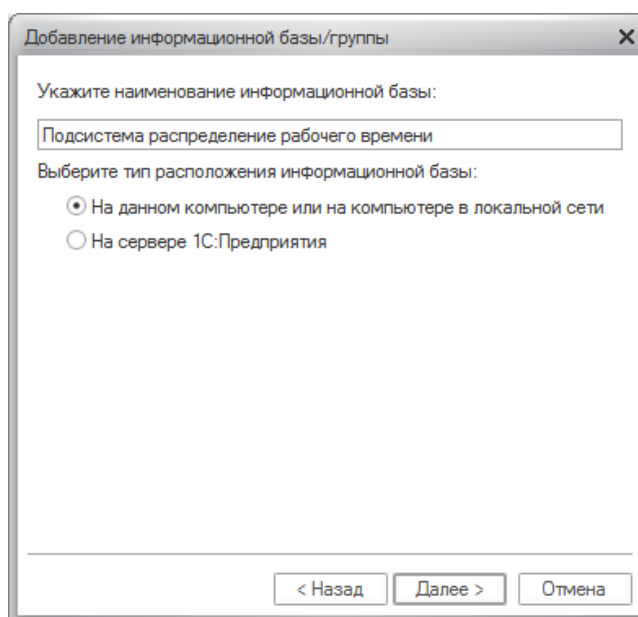 Добавление информационной базы/группы
Укажите наименование информационной базы:
Подсистема распределение рабочего времени
Выберите тип расположения информационной базы:
На данном компьютере или на компьютере в локальной сети
На сервере 1С:Предприятия
< Назад Далее > Отмена